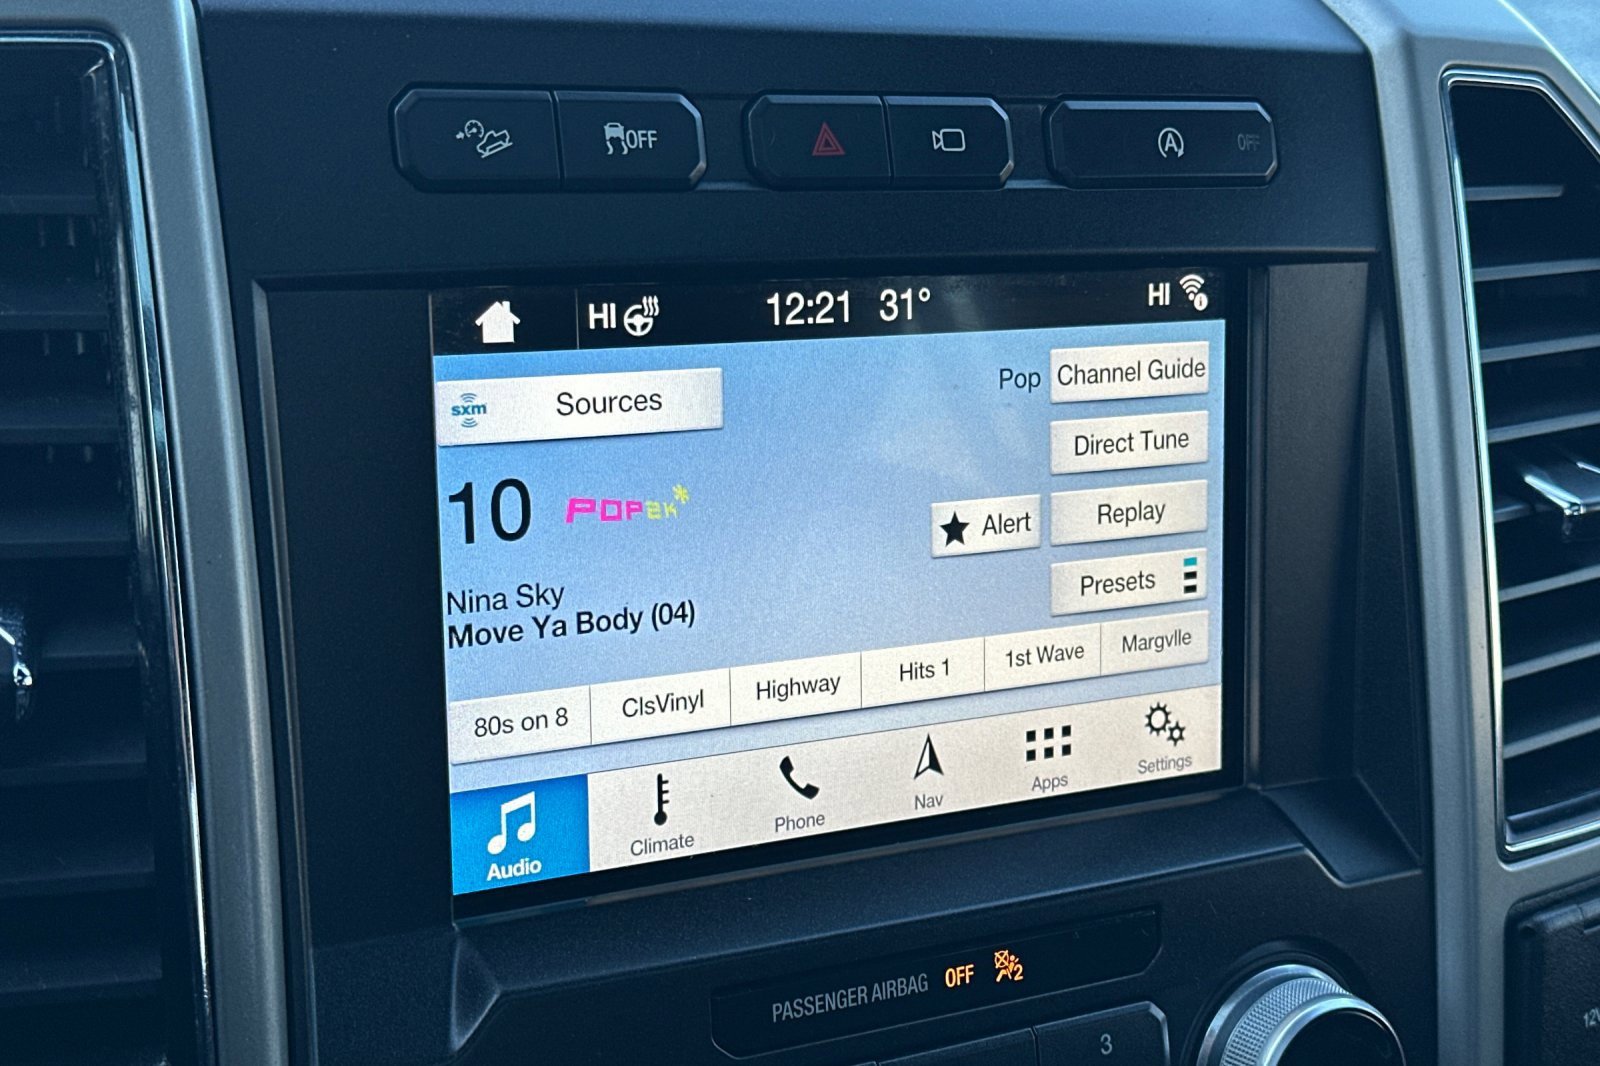 OFF
A OFF
HI 12:21 31° HI
sxm Sources
Pop Channel Guide
Direct Tune
10 POP2K*
Alert
Replay
Presets
Nina Sky
Move Ya Body (04)
80s on 8 ClsVinyl Highway Hits 1 1st Wave Margvlle
Audio Climate Phone Nav Apps Settings
PASSENGER AIRBAG OFF 2
3
12V